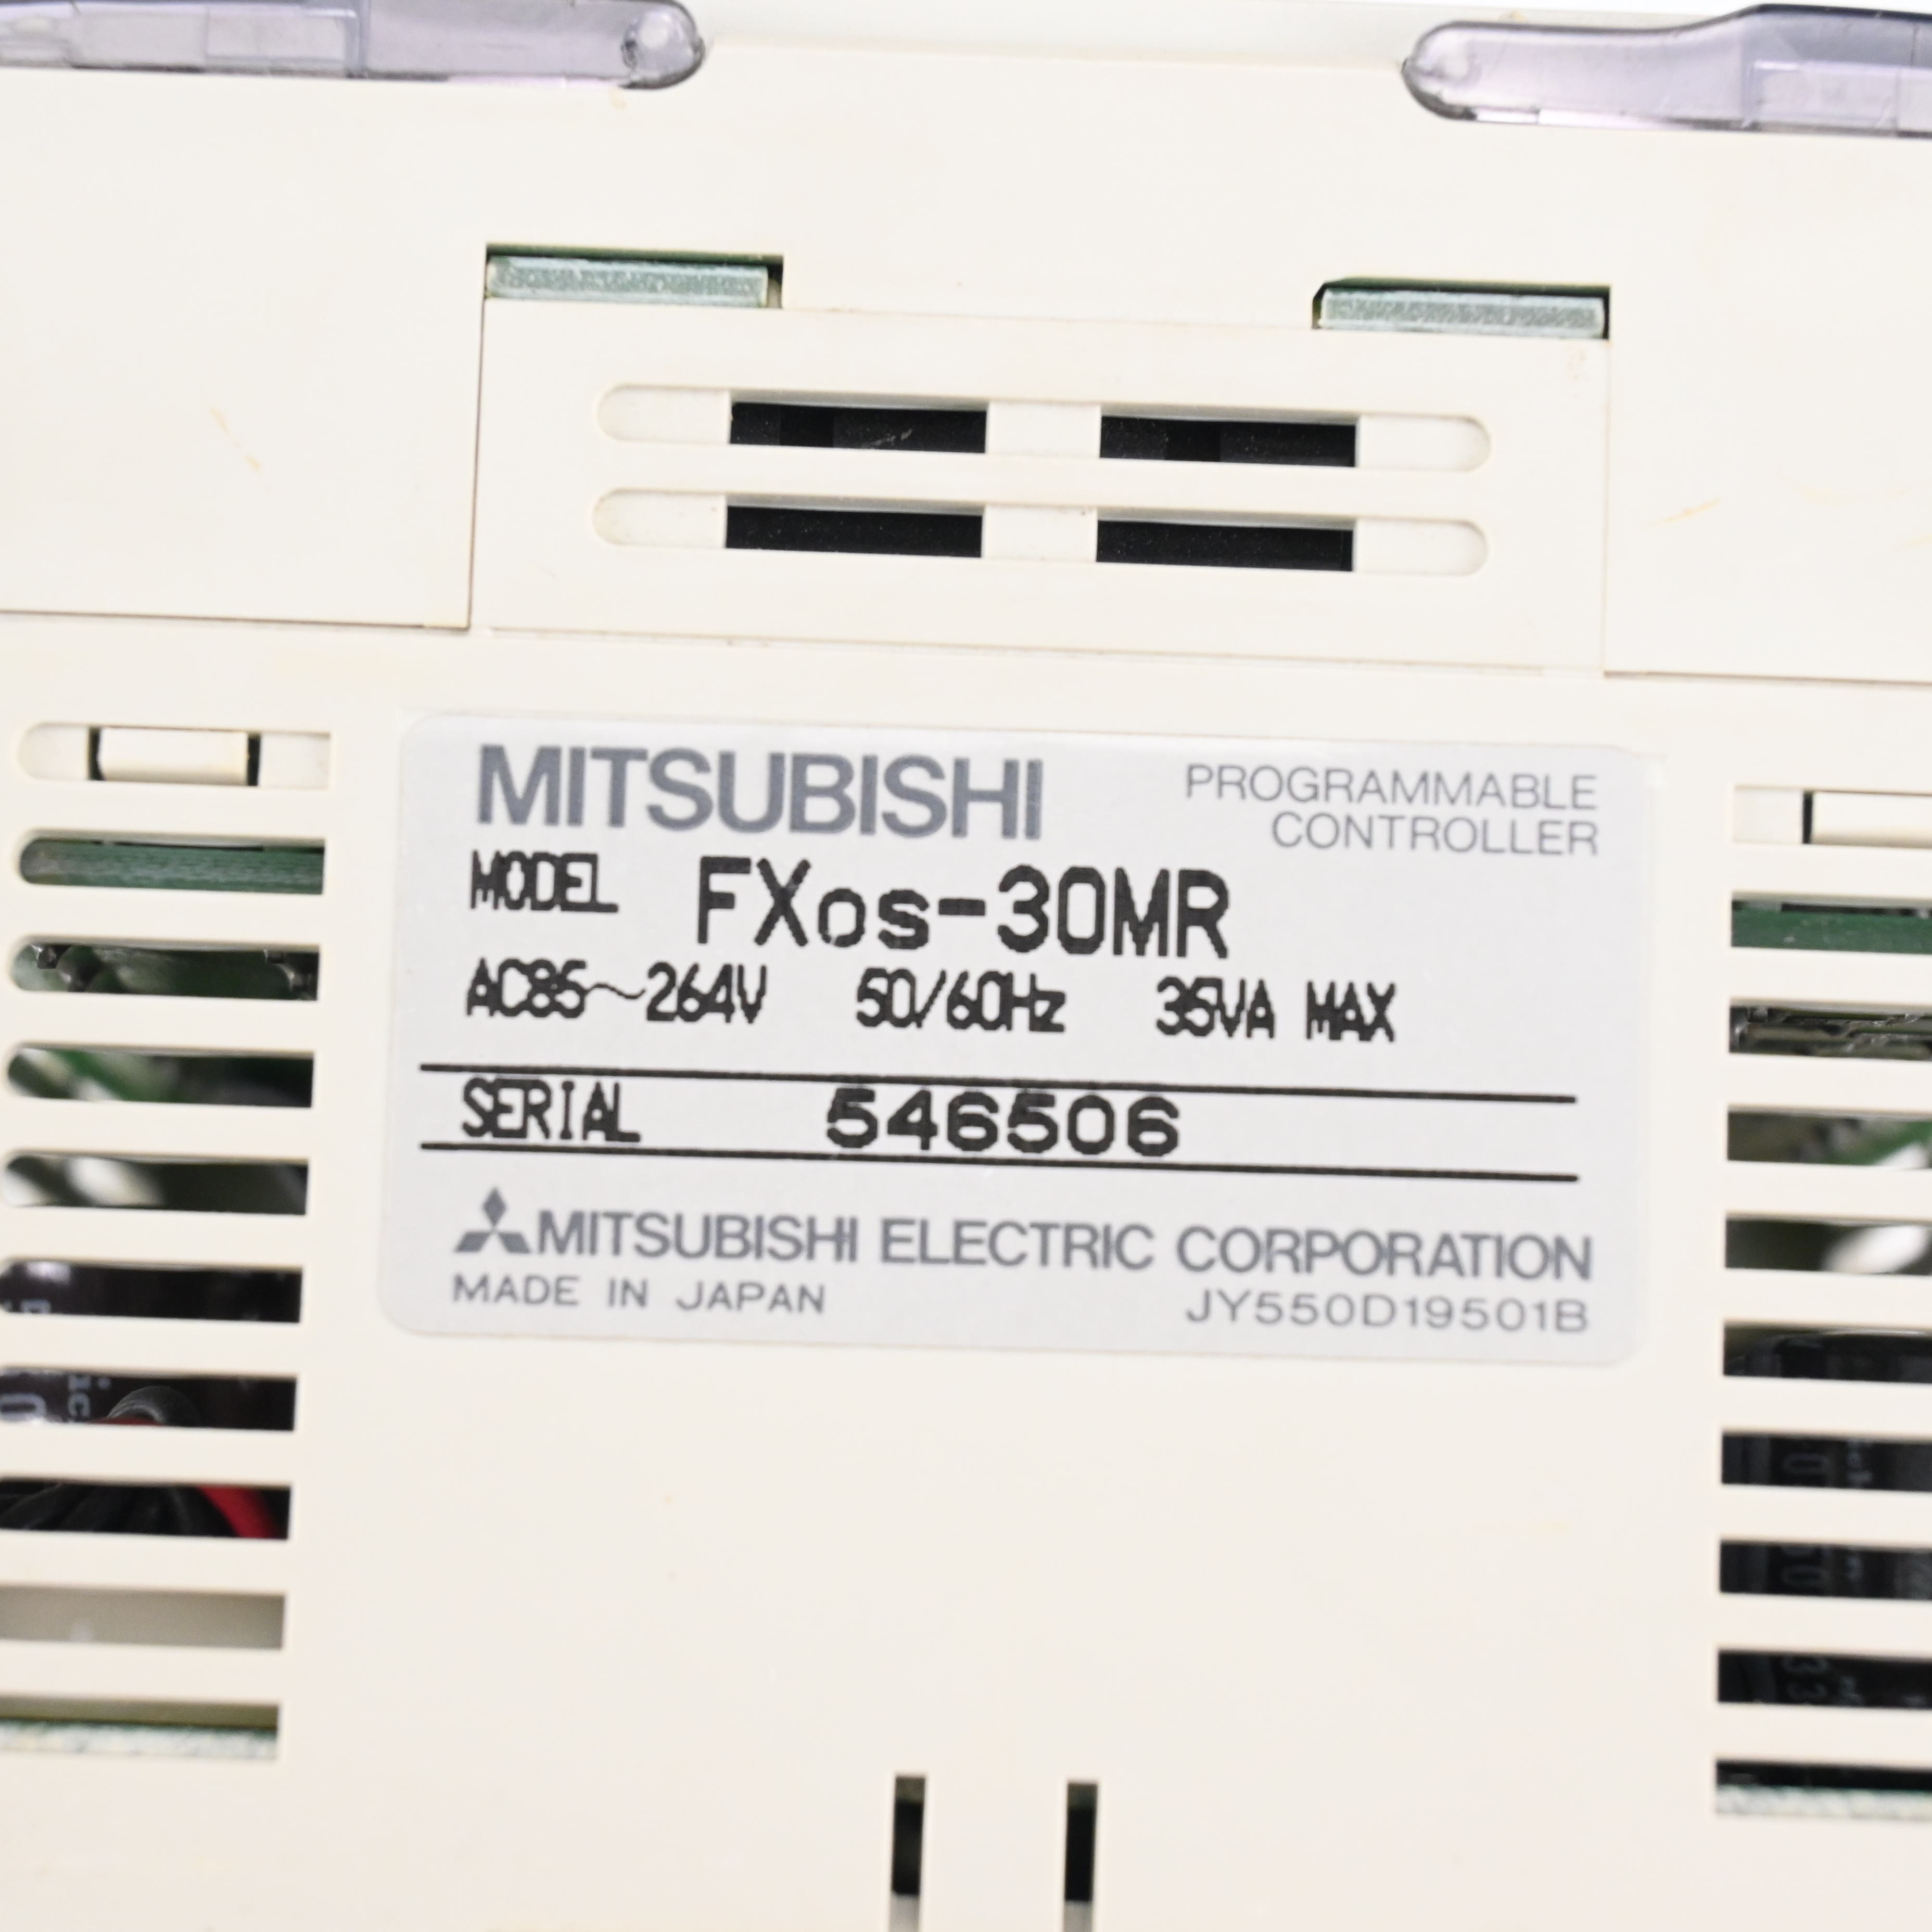 MITSUBISHI
PROGRAMMABLE
CONTROLLER
MODEL FXos-30MR
AC85~264V 50/60Hz 35VA MAX
SERIAL 546506
MITSUBISHI ELECTRIC CORPORATION
MADE IN JAPAN JY550D19501B